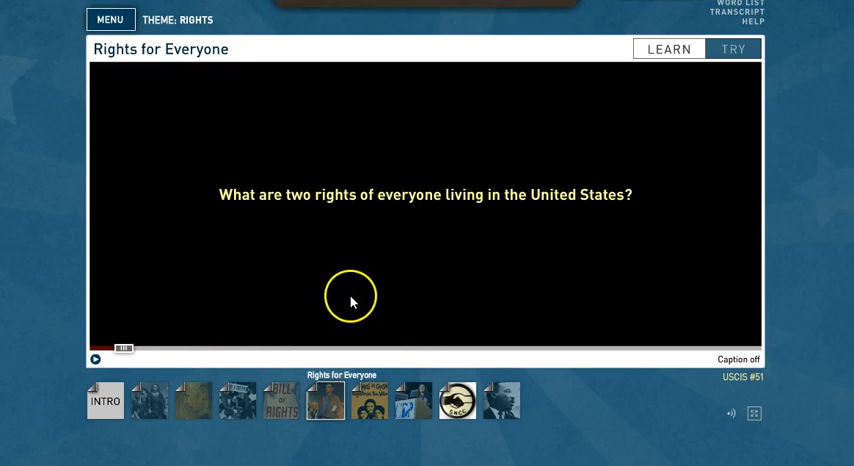 WORD LIST
TRANSCRIPT
HELP
MENU
THEME: RIGHTS
Rights for Everyone
LEARN
TRY
What are two rights of everyone living in the United States?
Caption off
Rights for Everyone
USCIS #51
INTRO
BILL
OF
RIGHTS
SNCC